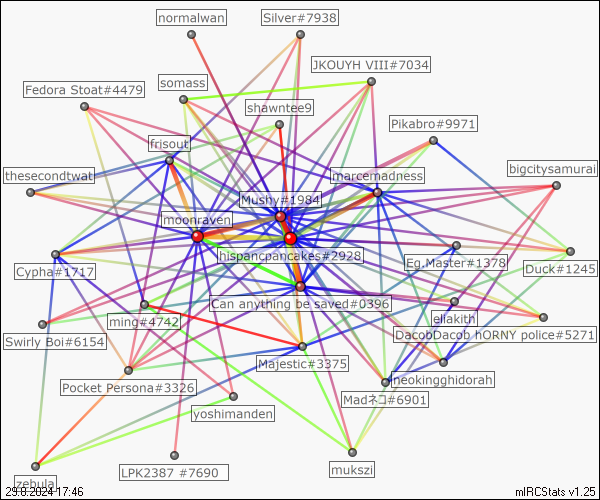 normalwan
Silver#7938
JKOUYH VIII#7034
somass
Fedora Stoat#4479
shawntee9
Pikabro#9971
frisout
bigcitysamurai
thesecondtwat
marcemadness
Mushy#1984
moonraven
hispancpancakes#2928
Eg.Master#1378
Cypha#1717
Duck#1245
Can anything be saved#0396
ellakith
ming#4742
DacobDacob hORNY police#5271
Swirly Boi#6154
Majestic#3375
Pocket Persona#3326
neokingghidorah
Madネコ#6901
yoshimanden
LPK2387 #7690
mukszi
zebula
29.8.2024 17:46
mIRCStats v1.25